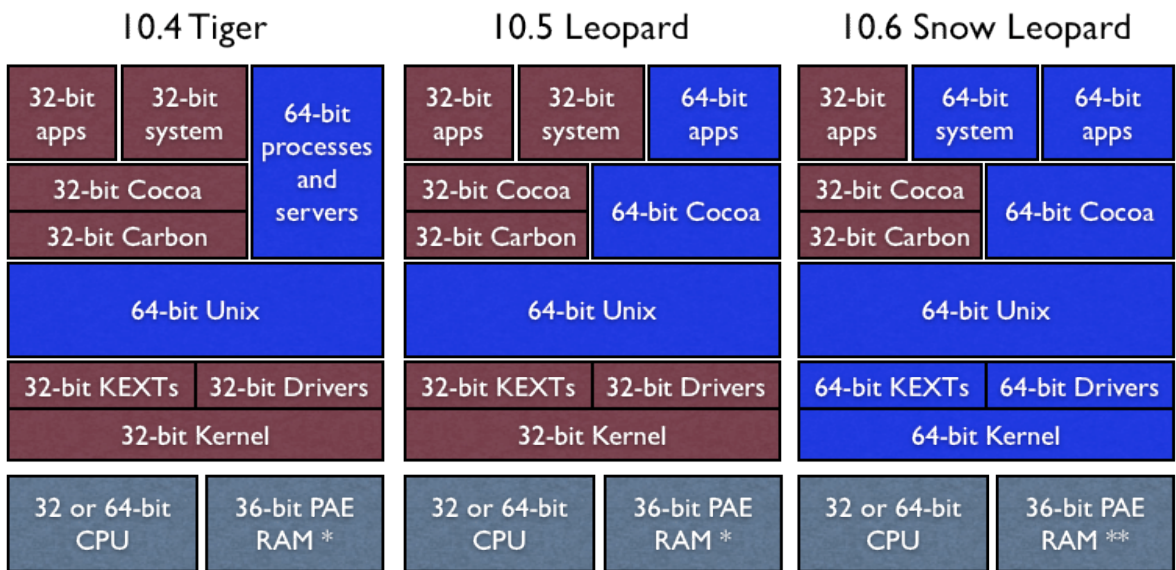 10.4 Tiger
32-bit
apps
32-bit
system
64-bit
processes
and
servers
32-bit Cocoa
32-bit Carbon
64-bit Unix
32-bit KEXTs
32-bit Drivers
32-bit Kernel
32 or 64-bit
CPU
36-bit PAE
RAM *
10.5 Leopard
32-bit
apps
32-bit
system
64-bit
apps
32-bit Cocoa
32-bit Carbon
64-bit Cocoa
64-bit Unix
32-bit KEXTs
32-bit Drivers
32-bit Kernel
32 or 64-bit
CPU
36-bit PAE
RAM *
10.6 Snow Leopard
32-bit
apps
64-bit
system
64-bit
apps
32-bit Cocoa
32-bit Carbon
64-bit Cocoa
64-bit Unix
64-bit KEXTs
64-bit Drivers
64-bit Kernel
32 or 64-bit
CPU
36-bit PAE
RAM **